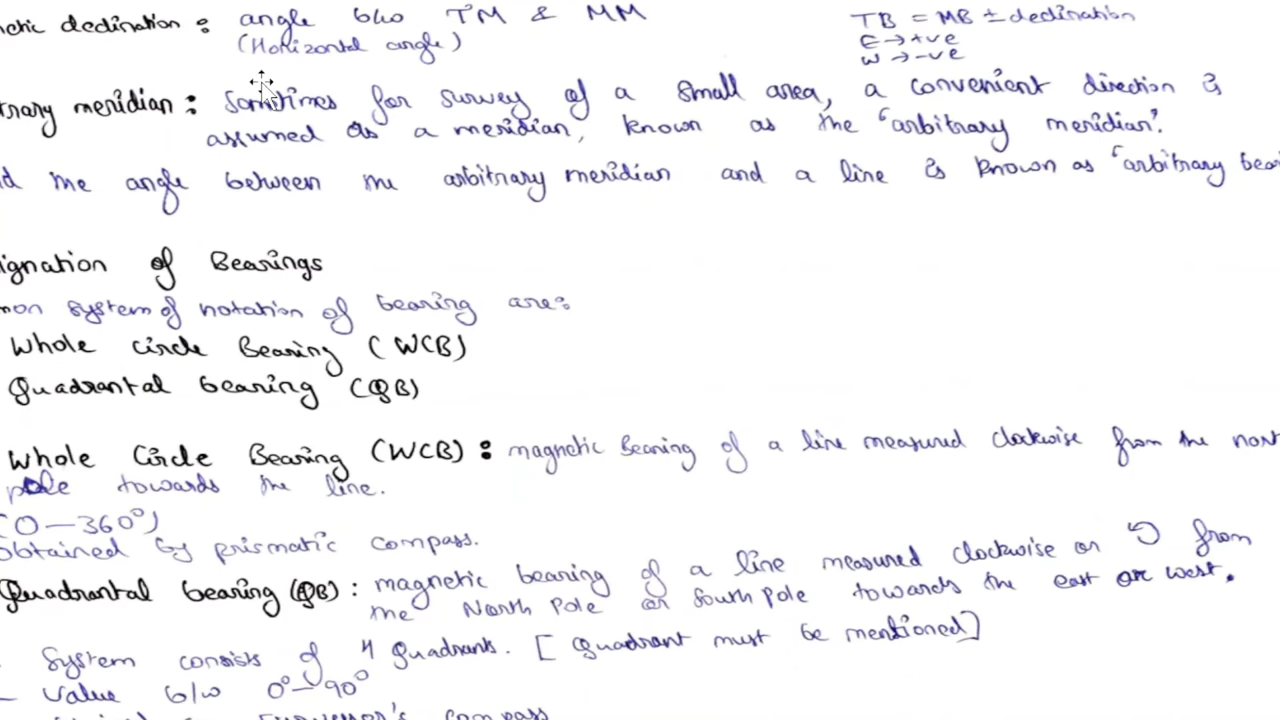 netic declination : angle b/w TM & MM
(Horizontal angle)
TB = MB ± declination
E → +ve
W → -ve
trary meridian : Sometimes for survey of a small area, a convenient direction is
assumed as a meridian, known as the 'arbitrary meridian'.
d the angle between the arbitrary meridian and a line is known as 'arbitrary bea
ignation of Bearings
mon system of notation of bearing are:
Whole Circle Bearing (WCB)
Quadrantal bearing (QB)
Whole Circle Bearing (WCB) : magnetic bearing of a line measured clockwise from the nort
pole towards the line.
(0 — 360°)
obtained by prismatic compass.
Quadrantal bearing (QB) : magnetic bearing of a line measured clockwise or ↺ from
the North Pole or South pole towards the east or west.
System consists of 4 Quadrants. [Quadrant must be mentioned]
- Value b/w 0° - 90°
compass